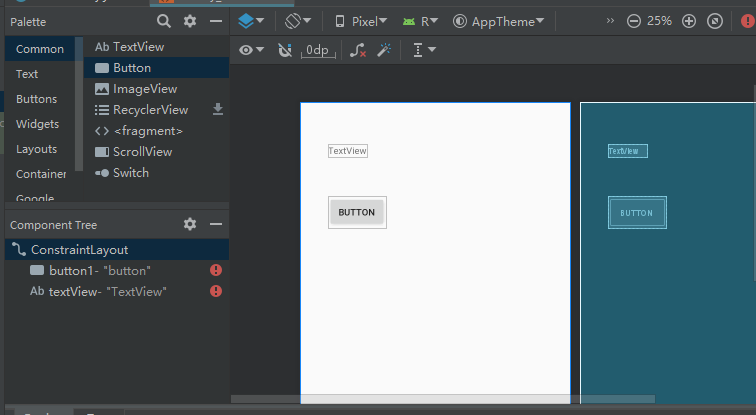 Palette
Pixel
R
AppTheme
»
25%
Common
Ab TextView
0dp
Text
Button
Buttons
ImageView
Widgets
RecyclerView
Layouts
<> <fragment>
Container
ScrollView
Google
Switch
TextView
TextView
BUTTON
BUTTON
Component Tree
ConstraintLayout
button1- "button"
Ab textView- "TextView"